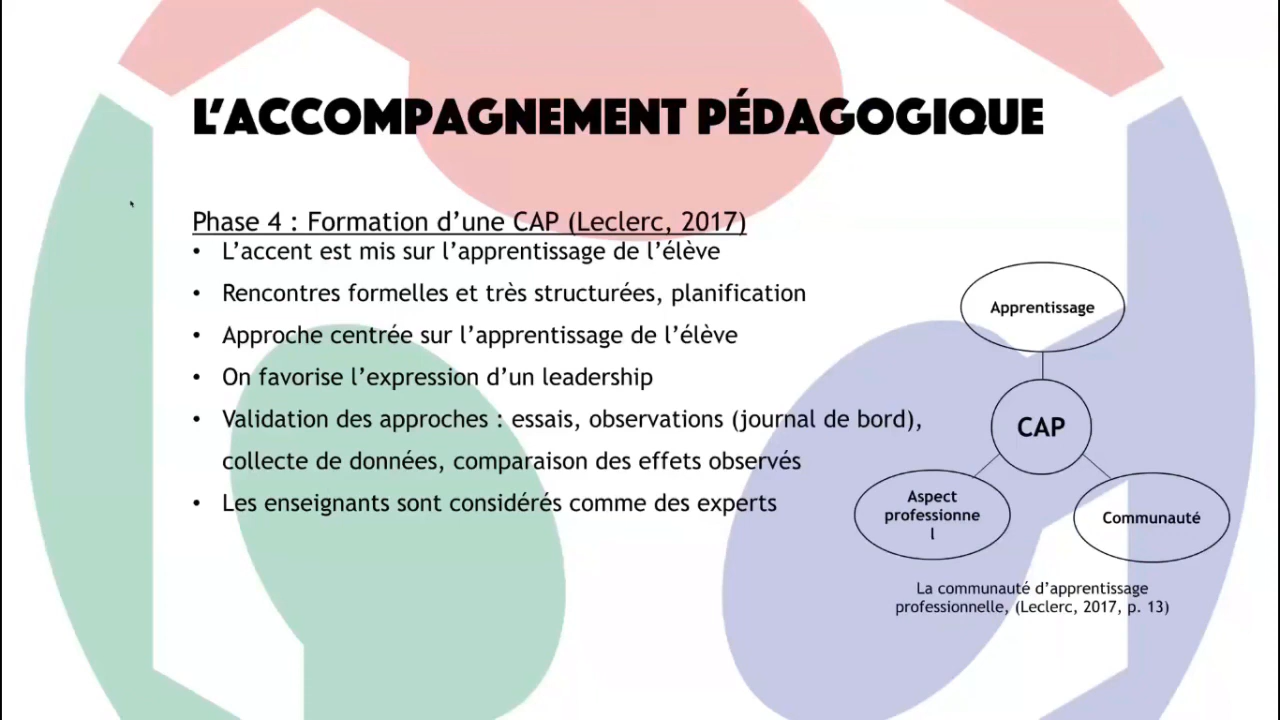 L'ACCOMPAGNEMENT PÉDAGOGIQUE
Phase 4 : Formation d'une CAP (Leclerc, 2017)
• L'accent est mis sur l'apprentissage de l'élève
• Rencontres formelles et très structurées, planification
• Approche centrée sur l'apprentissage de l'élève
• On favorise l'expression d'un leadership
• Validation des approches : essais, observations (journal de bord),
collecte de données, comparaison des effets observés
• Les enseignants sont considérés comme des experts
Apprentissage
CAP
Aspect
professionne
l
Communauté
La communauté d'apprentissage
professionnelle, (Leclerc, 2017, p. 13)